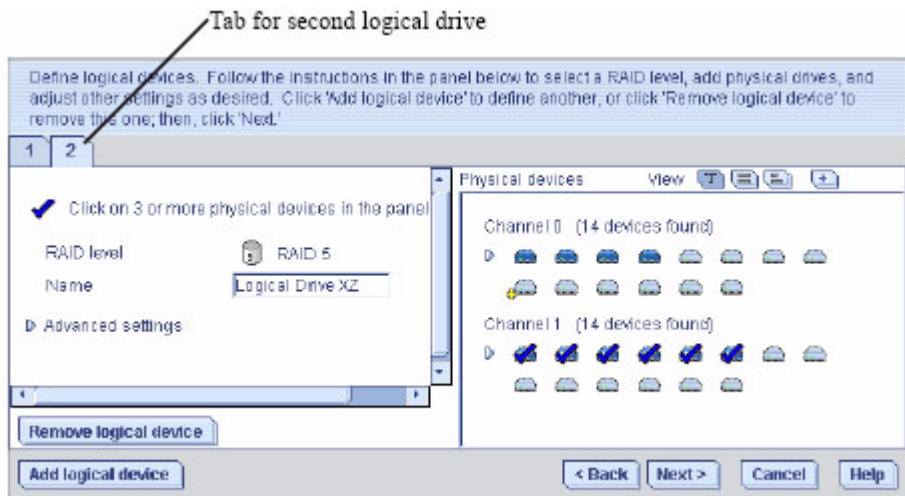 Tab for second logical drive
Define logical devices. Follow the instructions in the panel below to select a RAID level, add physical drives, and
adjust other settings as desired. Click 'Add logical device' to define another, or click 'Remove logical device' to
remove this one; then, click 'Next.'
1 2
Physical devices View T
Click on 3 or more physical devices in the panel
RAID level 5 RAID 5
Name Logical Drive XZ
Advanced settings
Channel 0 (14 devices found)
Channel 1 (14 devices found)
Remove logical device
Add logical device < Back Next > Cancel Help